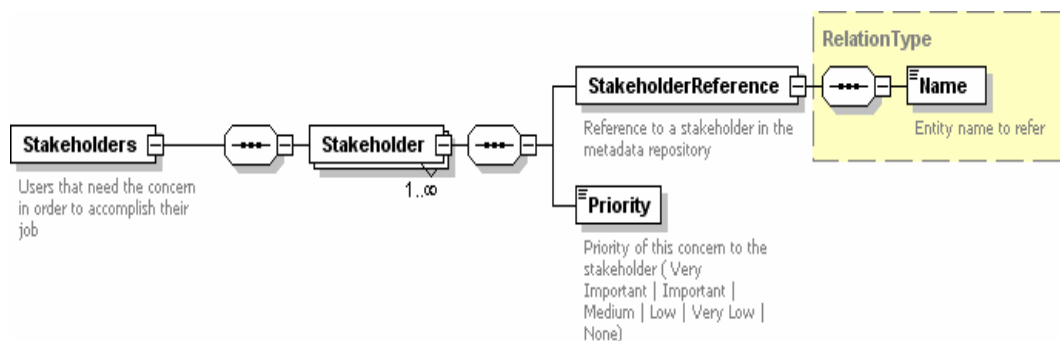 RelationType
StakeholderReference
Name
Reference to a stakeholder in the
metadata repository
Entity name to refer
Stakeholders
Stakeholder
Users that need the concern
in order to accomplish their
job
1..∞
Priority
Priority of this concern to the
stakeholder ( Very
Important | Important |
Medium | Low | Very Low |
None)